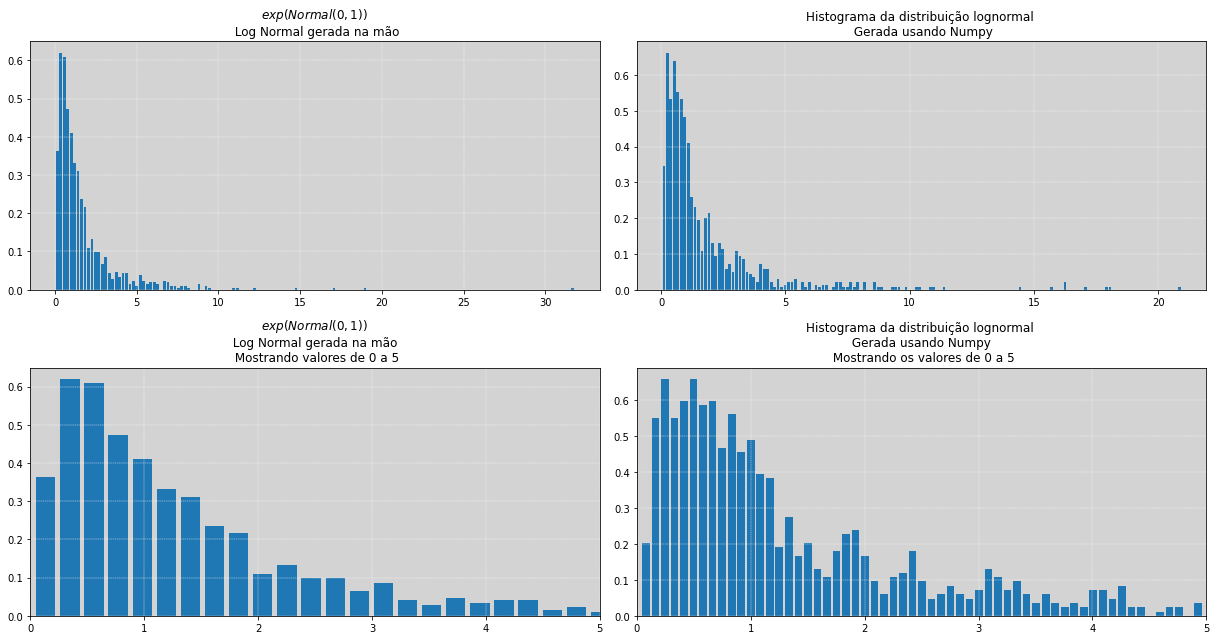 exp(Normal(0, 1))
Log Normal gerada na mão
0.6
0.5
0.4
0.3
0.2
0.1
0.0
0 5 10 15 20 25 30
Histograma da distribuição lognormal
Gerada usando Numpy
0.6
0.5
0.4
0.3
0.2
0.1
0.0
0 5 10 15 20
exp(Normal(0, 1))
Log Normal gerada na mão
Mostrando valores de 0 a 5
0.6
0.5
0.4
0.3
0.2
0.1
0.0
0 1 2 3 4 5
Histograma da distribuição lognormal
Gerada usando Numpy
Mostrando os valores de 0 a 5
0.6
0.5
0.4
0.3
0.2
0.1
0.0
0 1 2 3 4 5